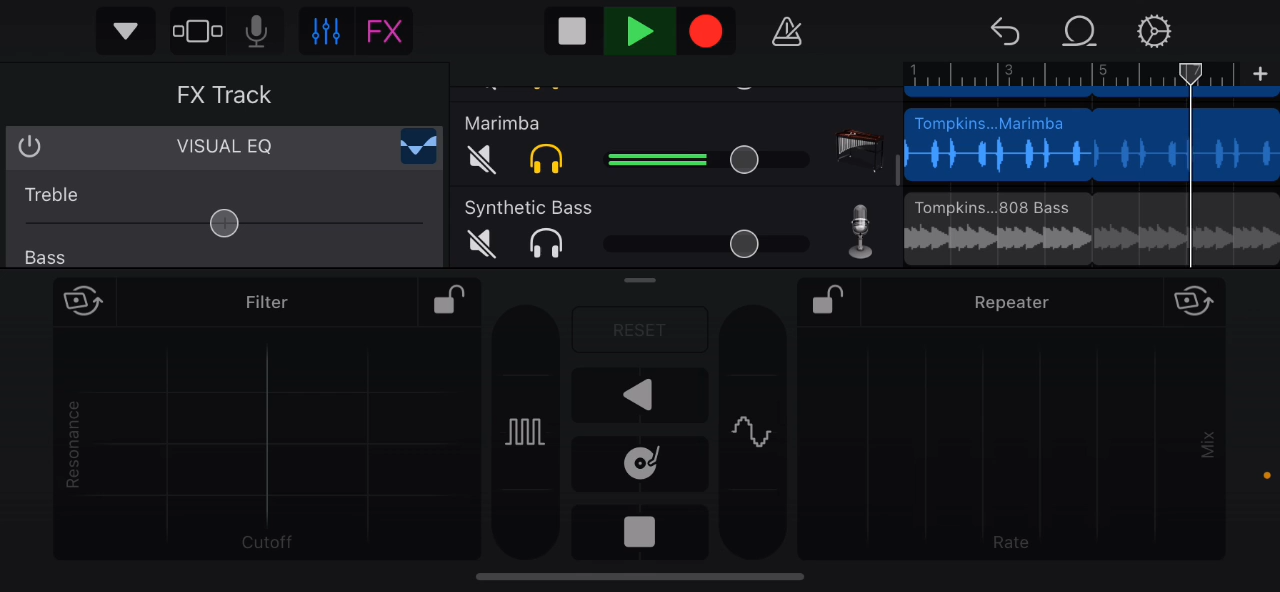 FX
FX Track
VISUAL EQ
Treble
Bass
Marimba
Synthetic Bass
1
3
5
7
Tompkins...Marimba
Tompkins...808 Bass
Filter
Resonance
Cutoff
RESET
Repeater
Mix
Rate